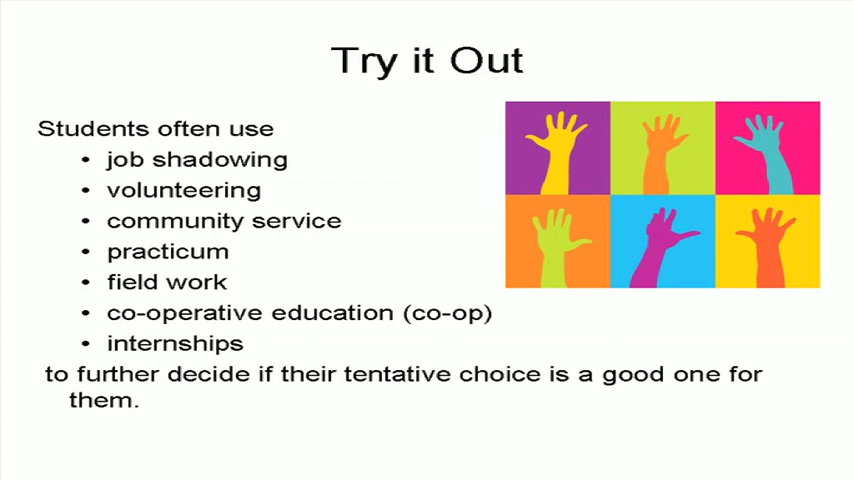 Try it Out
Students often use
• job shadowing
• volunteering
• community service
• practicum
• field work
• co-operative education (co-op)
• internships
to further decide if their tentative choice is a good one for
them.